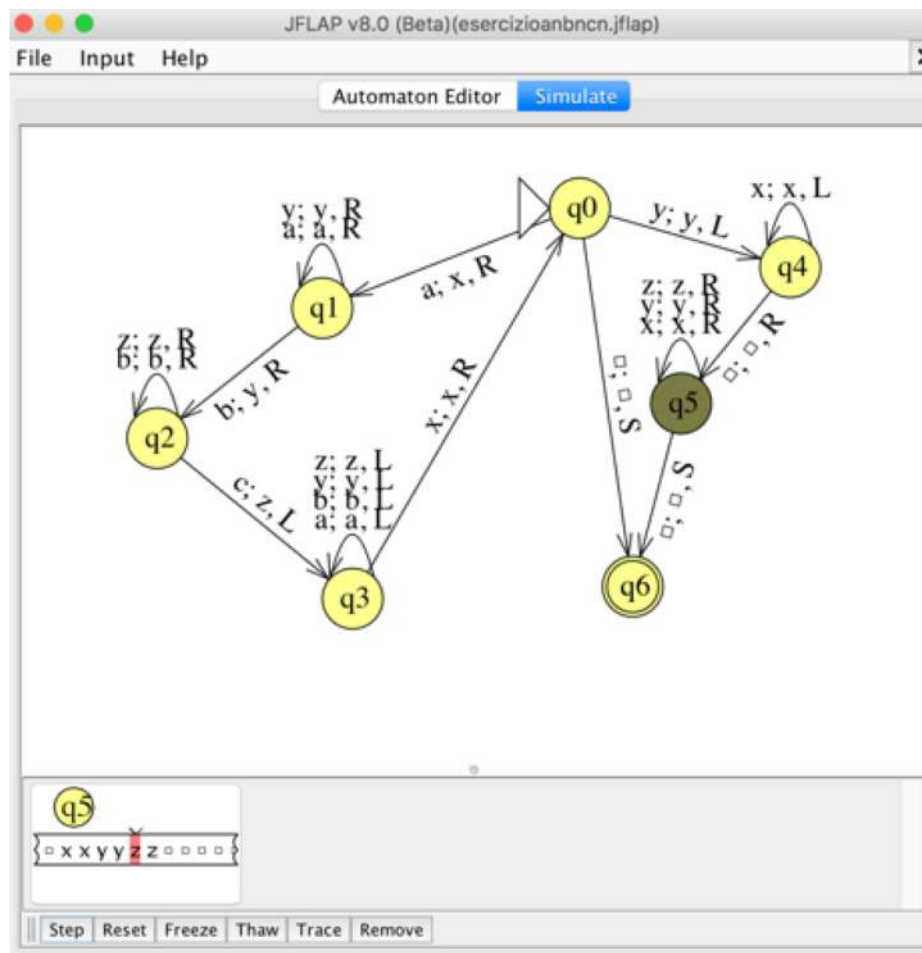 JFLAP v8.0 (Beta)(esercizioanbncn.jflap)
File Input Help
Automaton Editor Simulate
q0
y; y, L
x; x, L
q4
y; y, R
a; a, R
q1
a; x, R
z; z, R
y; y, R
x; x, R
□; □, R
q5
z; z, R
b; b, R
q2
b; y, R
x; x, R
□; □, S
□; □, S
c; z, L
z; z, L
y; y, L
b; b, L
a; a, L
q3
q6
q5
□ x x y y z z □ □ □ □
Step Reset Freeze Thaw Trace Remove